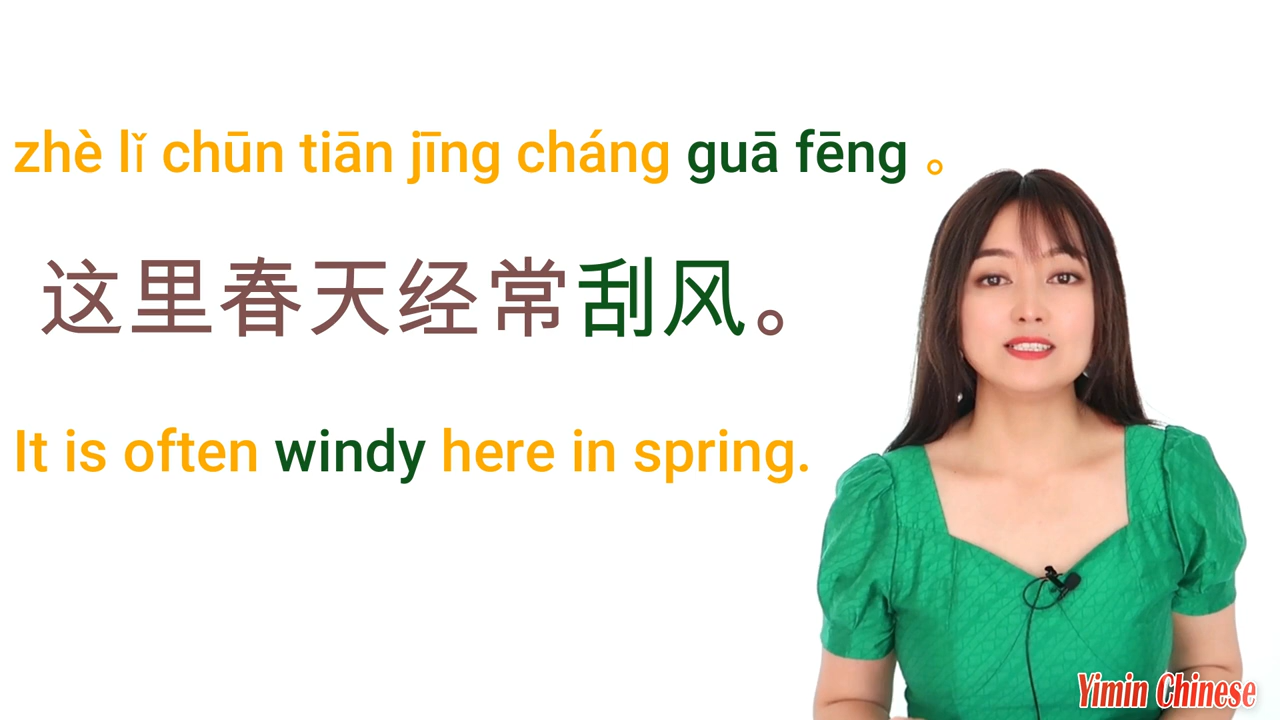 zhè lǐ chūn tiān jīng cháng guā fēng 。
这里春天经常刮风。
It is often windy here in spring.
Yimin Chinese